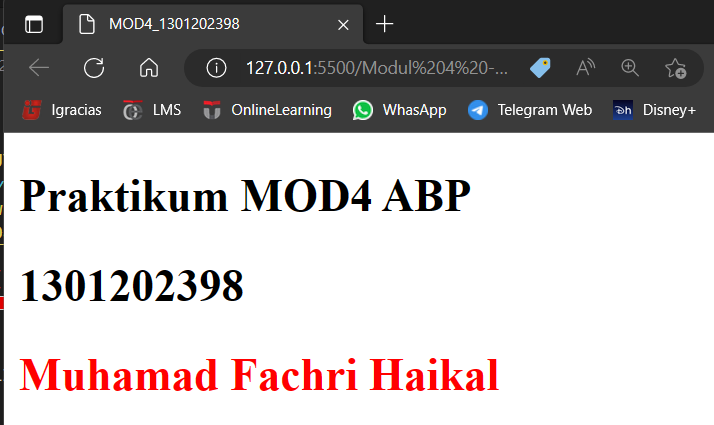 MOD4_1301202398
127.0.0.1:5500/Modul%204%20-...
Igracias LMS OnlineLearning WhasApp Telegram Web Disney+
Praktikum MOD4 ABP
1301202398
Muhamad Fachri Haikal